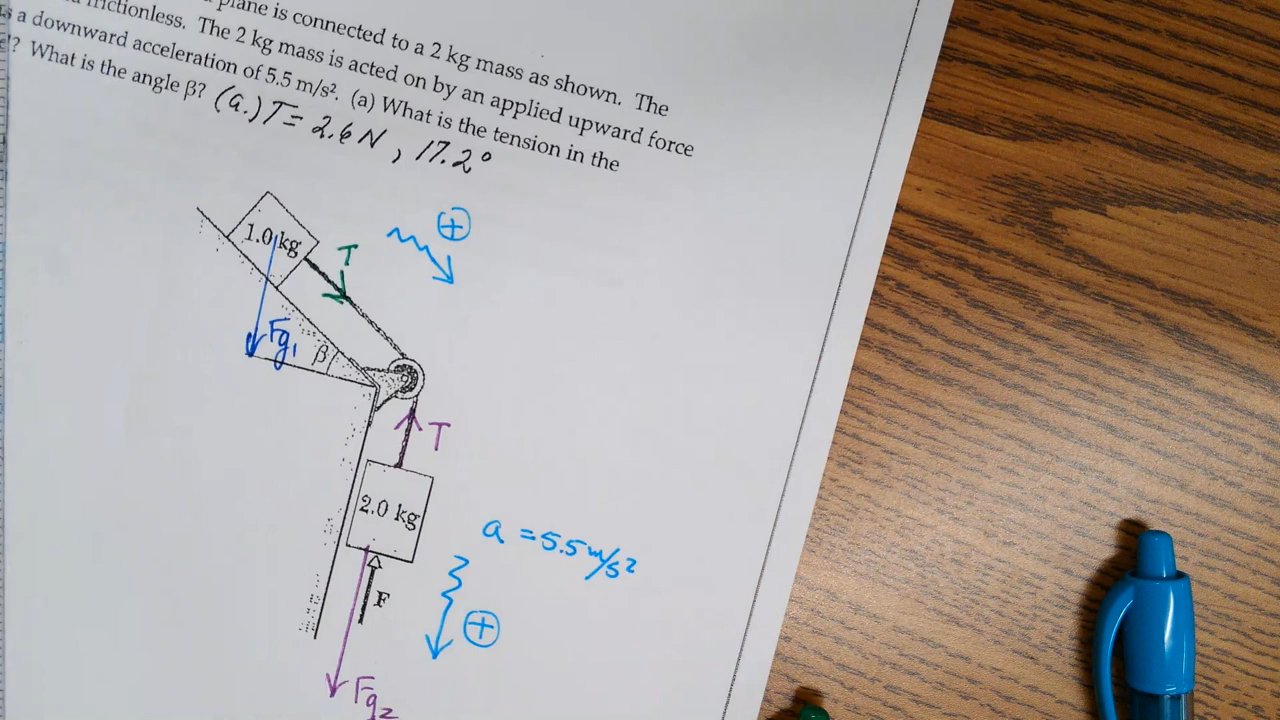 plane is connected to a 2 kg mass as shown. The
frictionless. The 2 kg mass is acted on by an applied upward force
a downward acceleration of 5.5 m/s². (a) What is the tension in the
? What is the angle β? (a.) T = 2.6 N, 17.2°
1.0 kg
T
⊕
Fg₁
β
T
2.0 kg
a = 5.5 m/s²
F
⊕
Fg₂